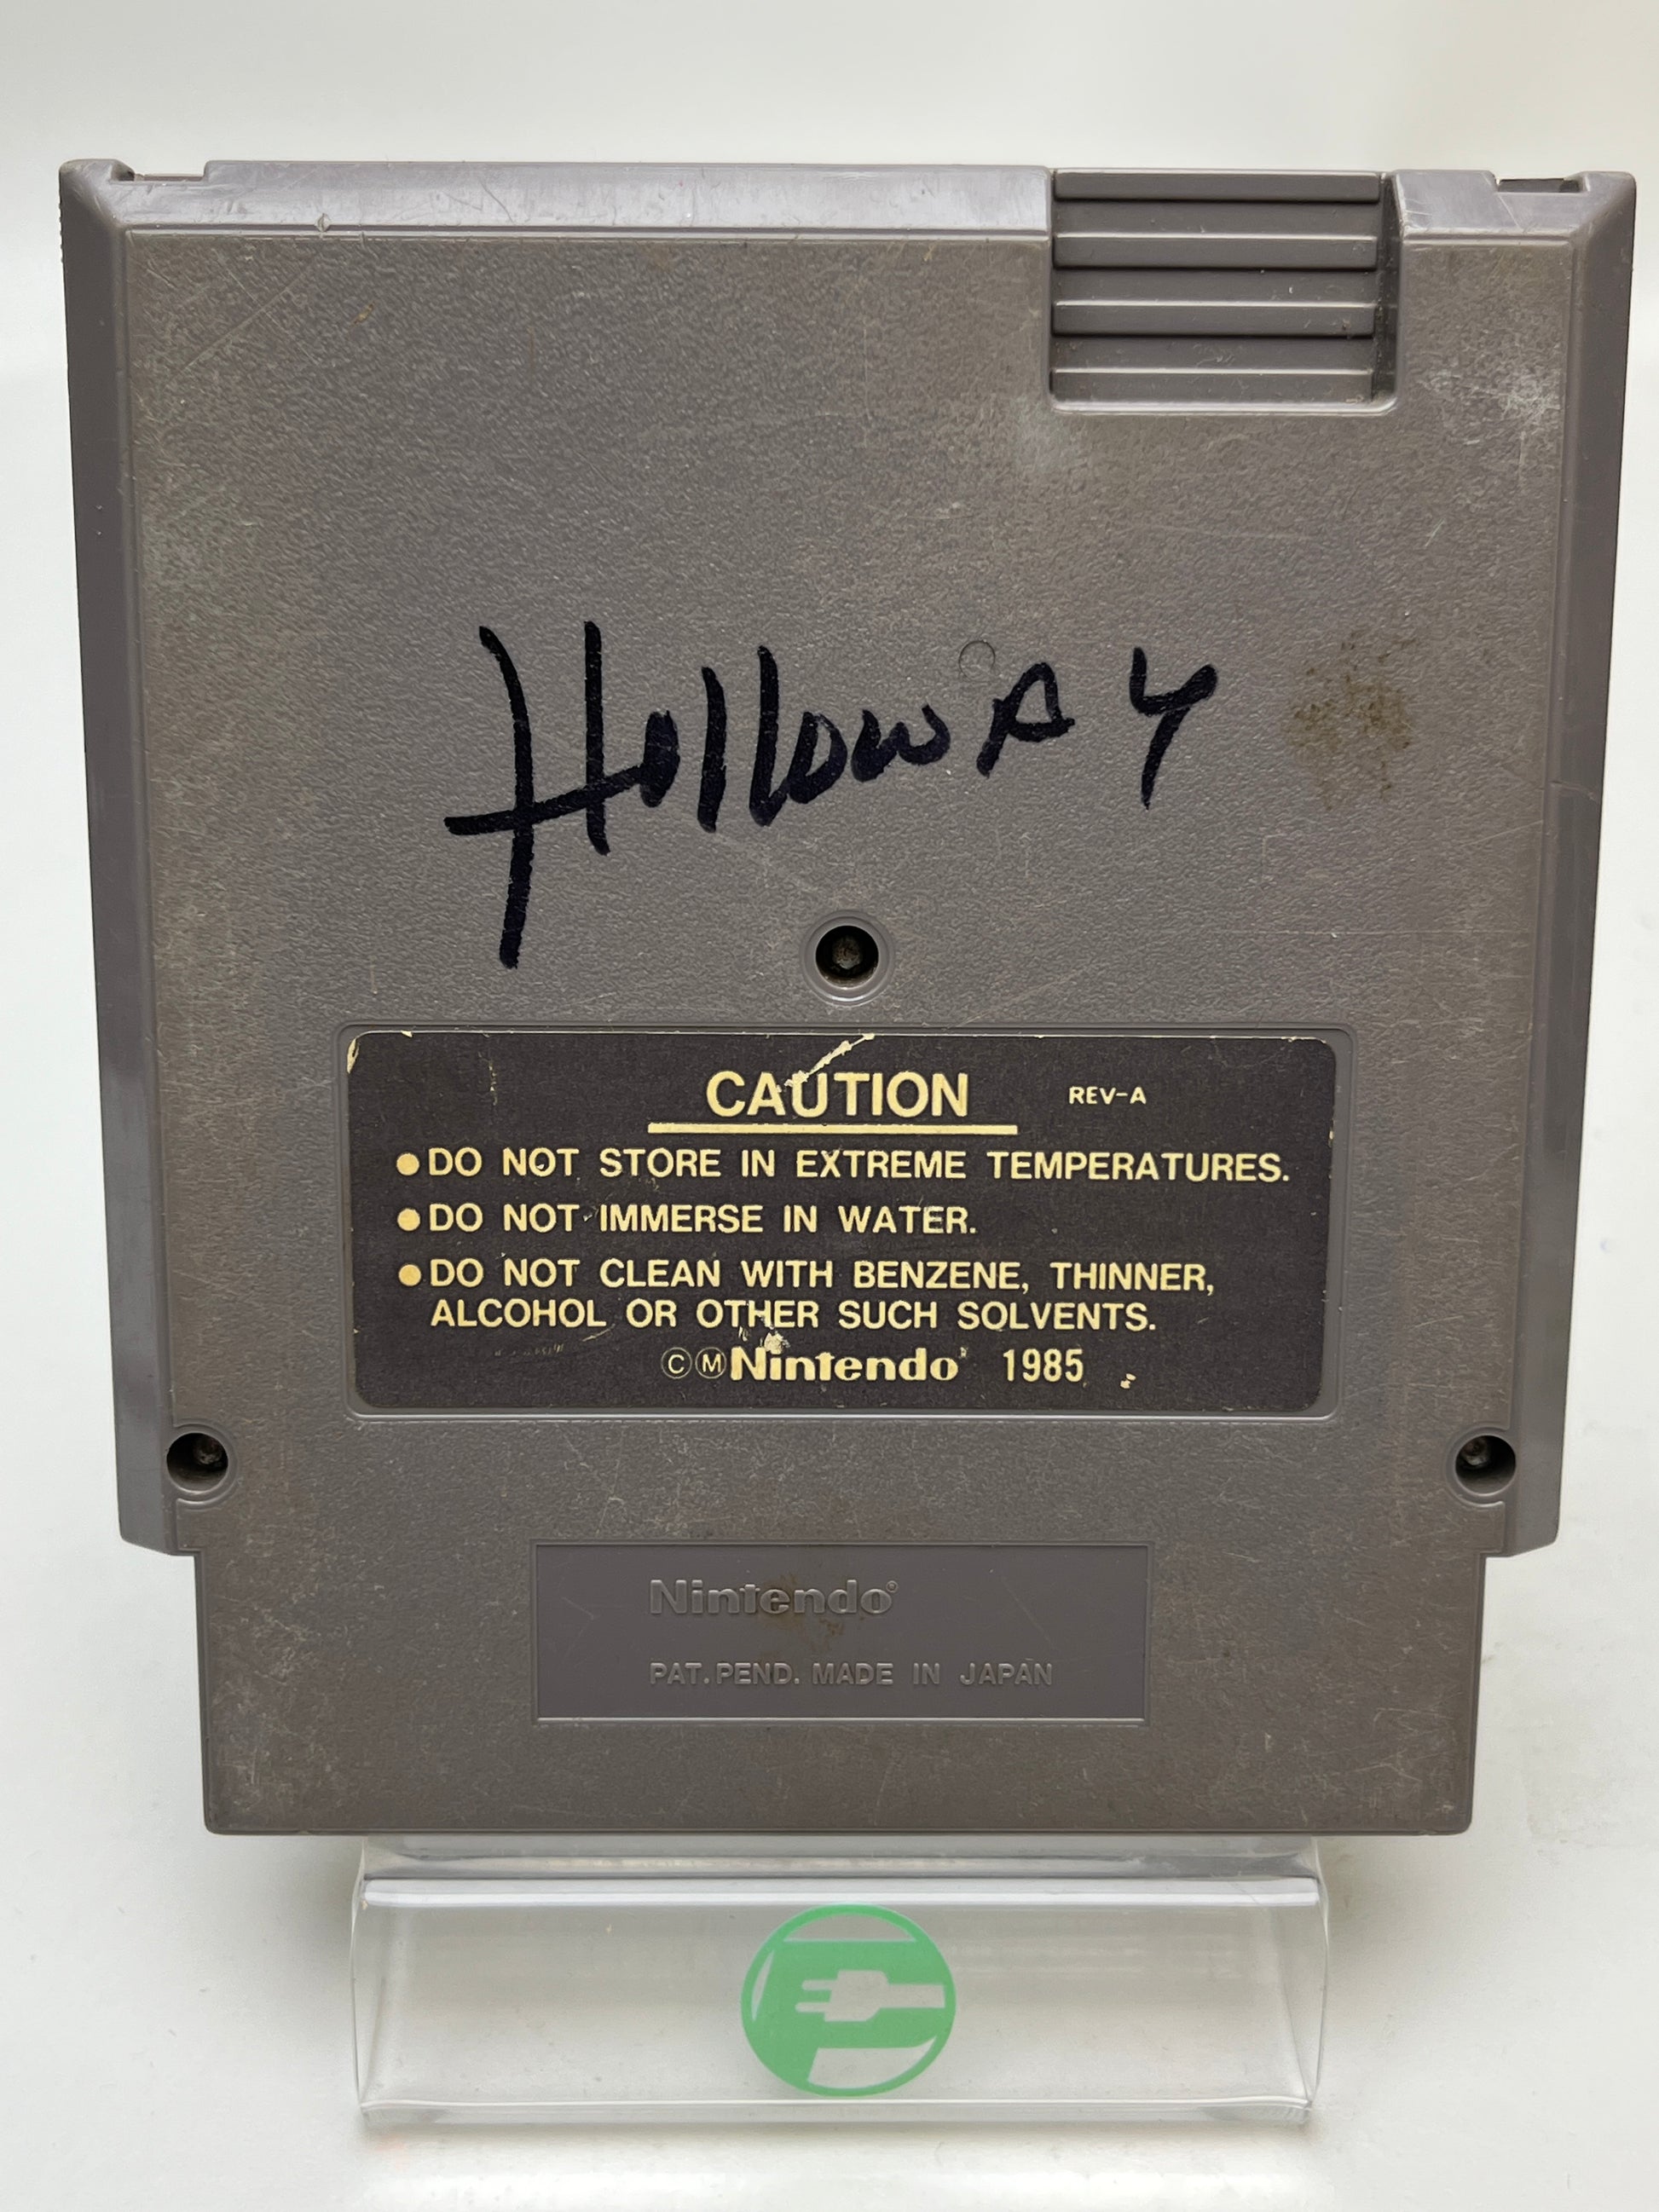 Holloway
CAUTION REV-A
●DO NOT STORE IN EXTREME TEMPERATURES.
●DO NOT IMMERSE IN WATER.
●DO NOT CLEAN WITH BENZENE, THINNER,
ALCOHOL OR OTHER SUCH SOLVENTS.
ⒸⓂNintendo® 1985
Nintendo®
PAT. PEND. MADE IN JAPAN